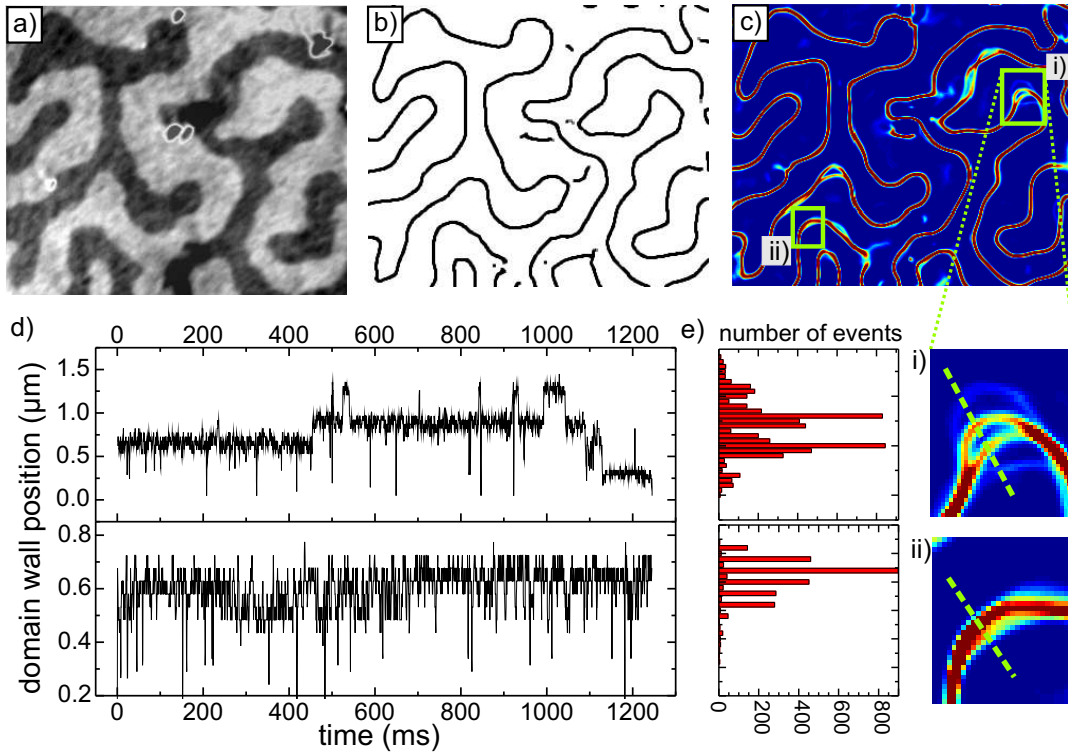 a)
b)
c)
i)
ii)
d)
0 200 400 600 800 1000 1200
1.5
1.0
0.5
0.0
0.8
0.6
0.4
0.2
domain wall position (µm)
0 200 400 600 800 1000 1200
time (ms)
e)
number of events
0 200 400 600 800
i)
ii)